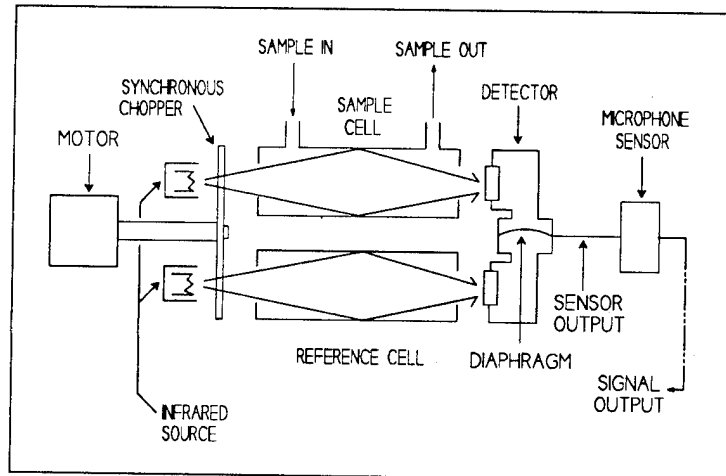 SAMPLE IN
SAMPLE OUT
SYNCHRONOUS
CHOPPER
SAMPLE
CELL
DETECTOR
MICROPHONE
SENSOR
MOTOR
SENSOR
OUTPUT
REFERENCE CELL
DIAPHRAGM
SIGNAL
OUTPUT
INFRARED
SOURCE